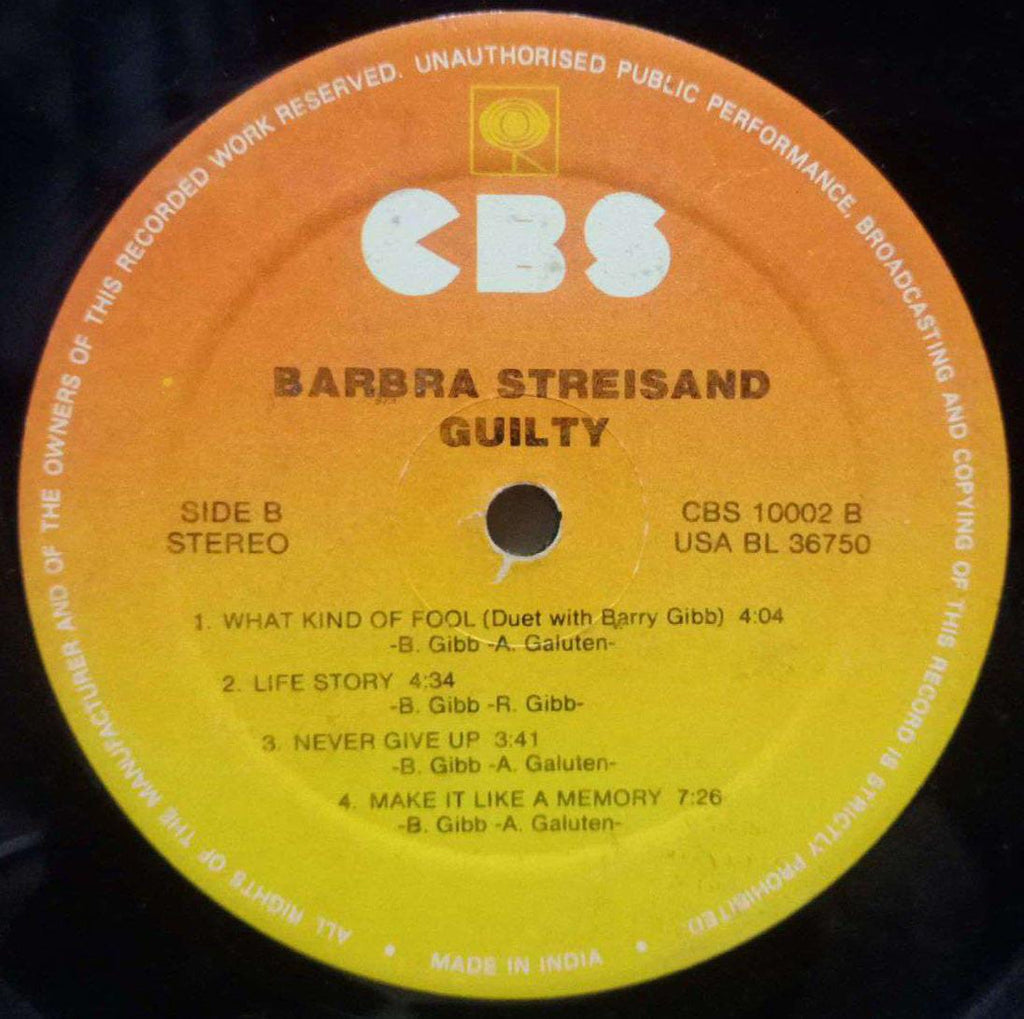 ALL RIGHTS OF THE MANUFACTURER AND OF THE OWNERS OF THIS RECORDED WORK RESERVED. UNAUTHORISED PUBLIC PERFORMANCE, BROADCASTING AND COPYING OF THIS RECORD IS STRICTLY PROHIBITED.
CBS
BARBRA STREISAND
GUILTY
SIDE B
STEREO
CBS 10002 B
USA BL 36750
1. WHAT KIND OF FOOL (Duet with Barry Gibb) 4:04
-B. Gibb -A. Galuten-
2. LIFE STORY 4:34
-B. Gibb -R. Gibb-
3. NEVER GIVE UP 3:41
-B. Gibb -A. Galuten-
4. MAKE IT LIKE A MEMORY 7:26
-B. Gibb -A. Galuten-
• MADE IN INDIA •